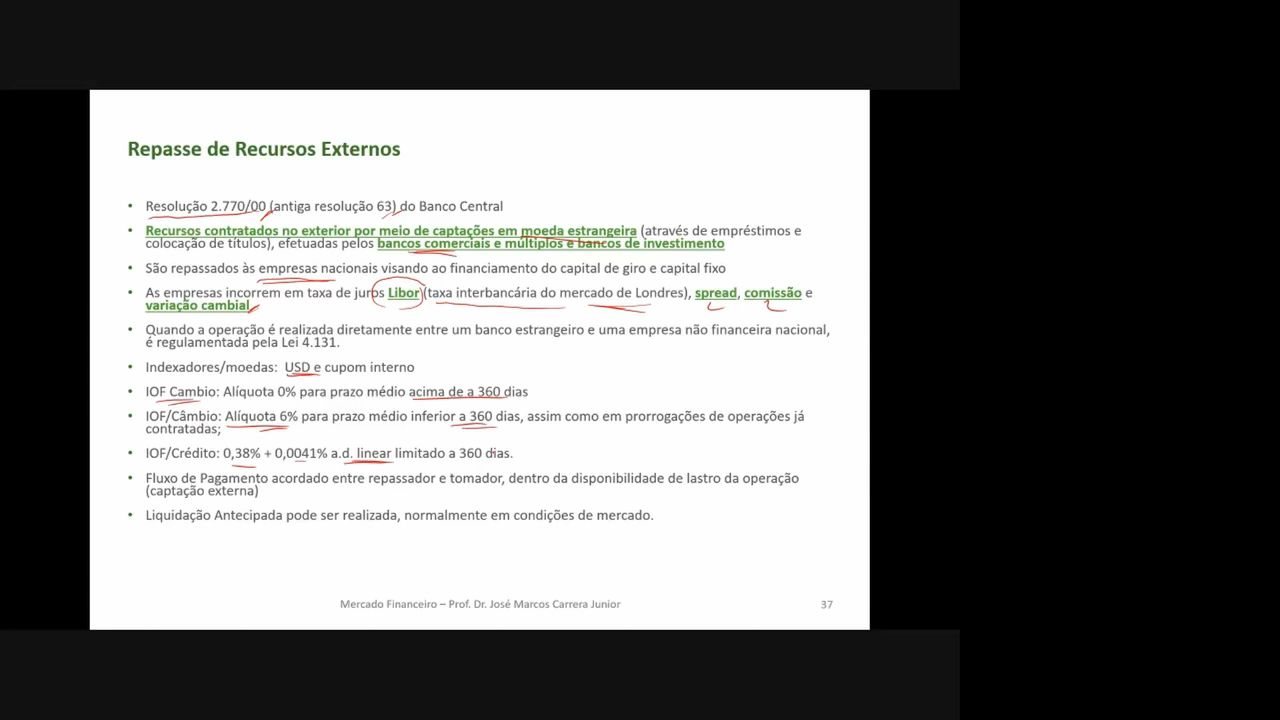 Repasse de Recursos Externos
• Resolução 2.770/00 (antiga resolução 63) do Banco Central
• Recursos contratados no exterior por meio de captações em moeda estrangeira (através de empréstimos e
colocação de títulos), efetuadas pelos bancos comerciais e múltiplos e bancos de investimento
• São repassados às empresas nacionais visando ao financiamento do capital de giro e capital fixo
• As empresas incorrem em taxa de juros Libor (taxa interbancária do mercado de Londres), spread, comissão e
variação cambial
• Quando a operação é realizada diretamente entre um banco estrangeiro e uma empresa não financeira nacional,
é regulamentada pela Lei 4.131.
• Indexadores/moedas: USD e cupom interno
• IOF Cambio: Alíquota 0% para prazo médio acima de a 360 dias
• IOF/Câmbio: Alíquota 6% para prazo médio inferior a 360 dias, assim como em prorrogações de operações já
contratadas;
• IOF/Crédito: 0,38% + 0,0041% a.d. linear limitado a 360 dias.
• Fluxo de Pagamento acordado entre repassador e tomador, dentro da disponibilidade de lastro da operação
(captação externa)
• Liquidação Antecipada pode ser realizada, normalmente em condições de mercado.
Mercado Financeiro – Prof. Dr. José Marcos Carrera Junior
37